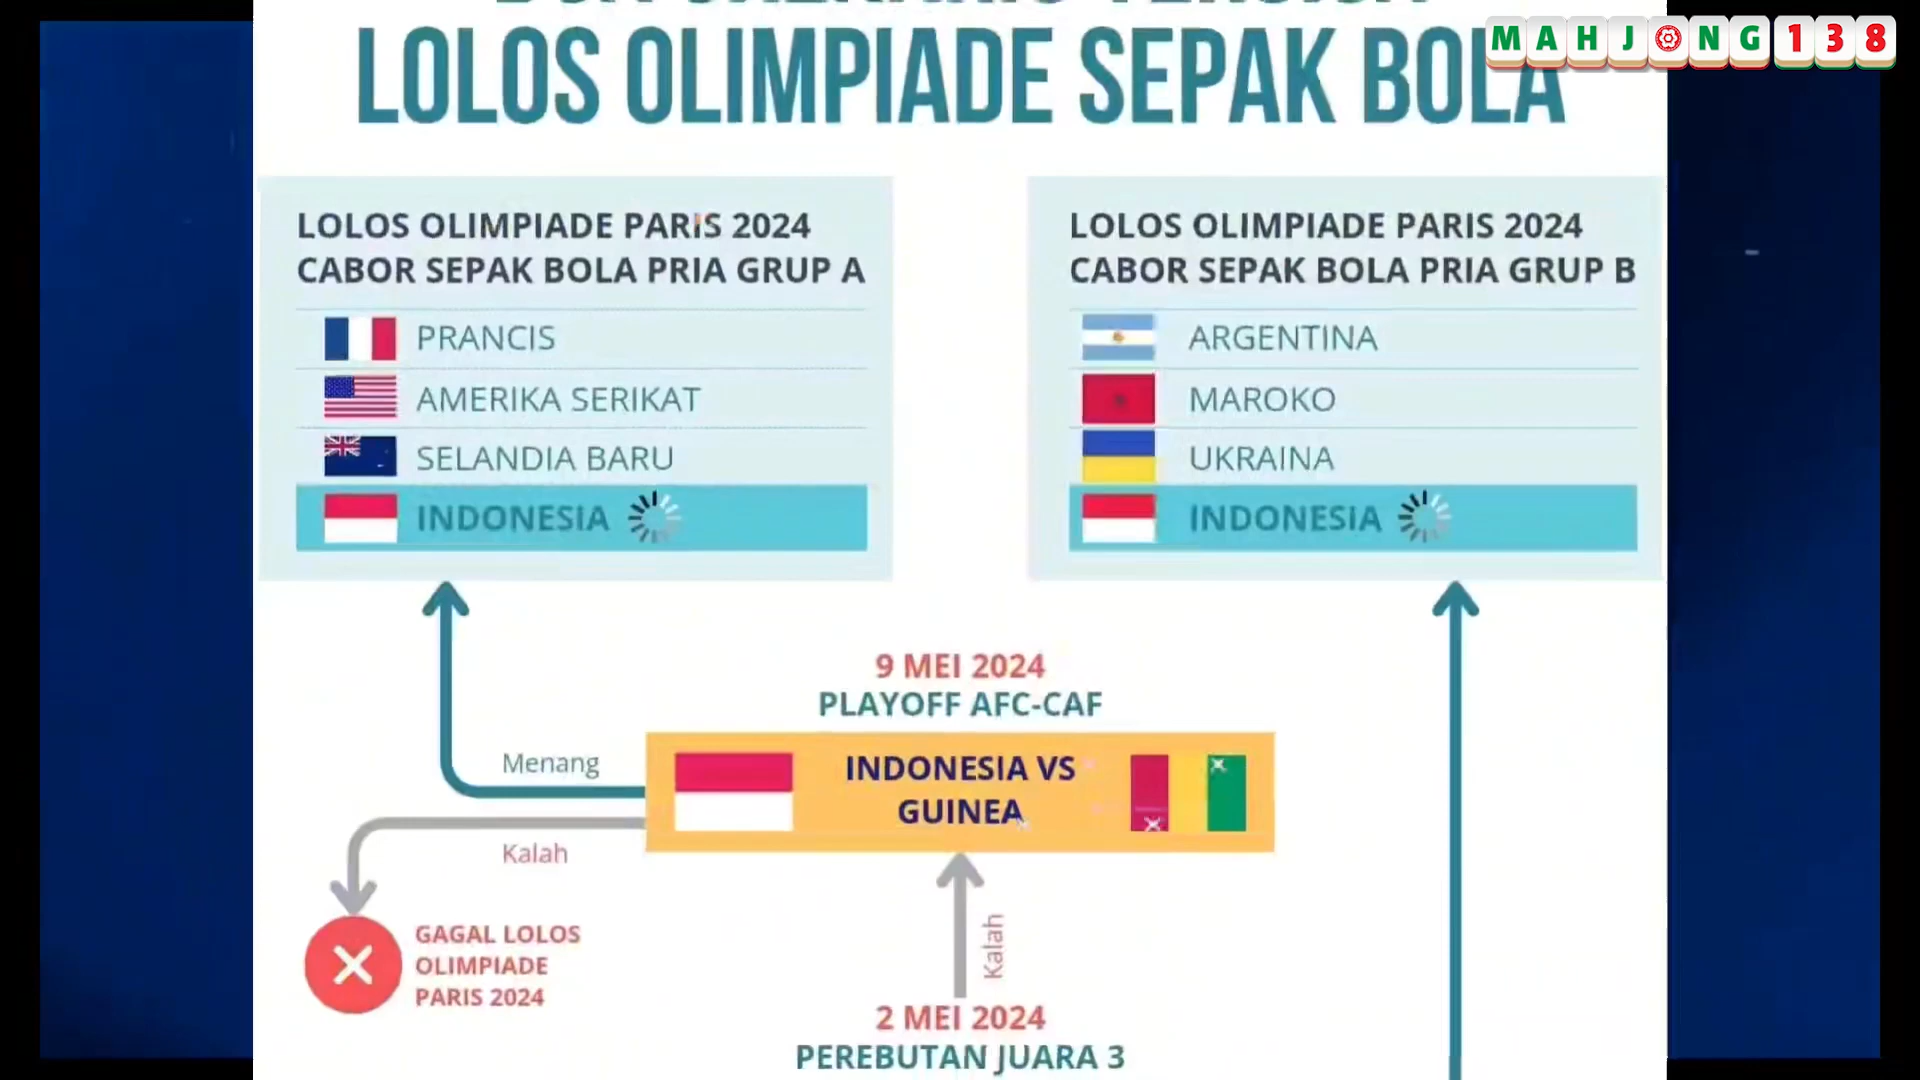 MAHJONG138
LOLOS OLIMPIADE SEPAK BOLA
LOLOS OLIMPIADE PARIS 2024
CABOR SEPAK BOLA PRIA GRUP A
PRANCIS
AMERIKA SERIKAT
SELANDIA BARU
INDONESIA
LOLOS OLIMPIADE PARIS 2024
CABOR SEPAK BOLA PRIA GRUP B
ARGENTINA
MAROKO
UKRAINA
INDONESIA
9 MEI 2024
PLAYOFF AFC-CAF
Menang
INDONESIA VS
GUINEA
Kalah
GAGAL LOLOS
OLIMPIADE
PARIS 2024
Kalah
2 MEI 2024
PEREBUTAN JUARA 3